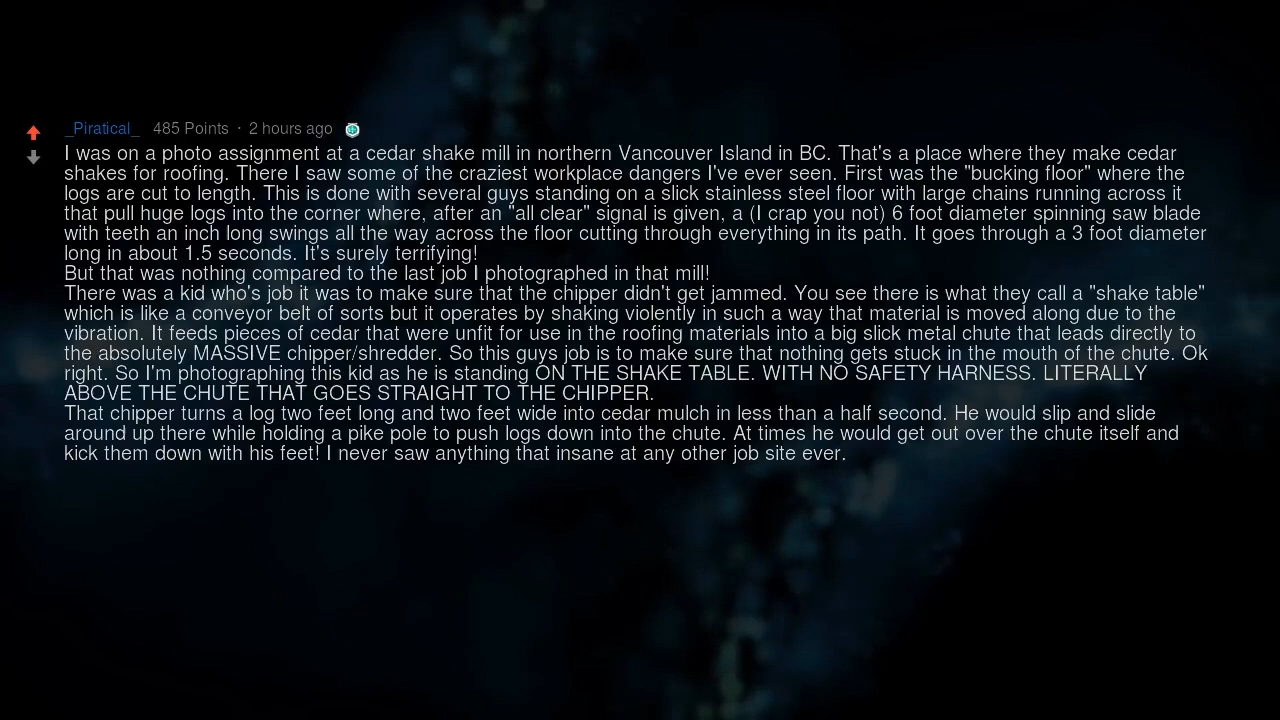 _Piratical_ 485 Points · 2 hours ago
I was on a photo assignment at a cedar shake mill in northern Vancouver Island in BC. That's a place where they make cedar
shakes for roofing. There I saw some of the craziest workplace dangers I've ever seen. First was the "bucking floor" where the
logs are cut to length. This is done with several guys standing on a slick stainless steel floor with large chains running across it
that pull huge logs into the corner where, after an "all clear" signal is given, a (I crap you not) 6 foot diameter spinning saw blade
with teeth an inch long swings all the way across the floor cutting through everything in its path. It goes through a 3 foot diameter
long in about 1.5 seconds. It's surely terrifying!
But that was nothing compared to the last job I photographed in that mill!
There was a kid who's job it was to make sure that the chipper didn't get jammed. You see there is what they call a "shake table"
which is like a conveyor belt of sorts but it operates by shaking violently in such a way that material is moved along due to the
vibration. It feeds pieces of cedar that were unfit for use in the roofing materials into a big slick metal chute that leads directly to
the absolutely MASSIVE chipper/shredder. So this guys job is to make sure that nothing gets stuck in the mouth of the chute. Ok
right. So I'm photographing this kid as he is standing ON THE SHAKE TABLE. WITH NO SAFETY HARNESS. LITERALLY
ABOVE THE CHUTE THAT GOES STRAIGHT TO THE CHIPPER.
That chipper turns a log two feet long and two feet wide into cedar mulch in less than a half second. He would slip and slide
around up there while holding a pike pole to push logs down into the chute. At times he would get out over the chute itself and
kick them down with his feet! I never saw anything that insane at any other job site ever.